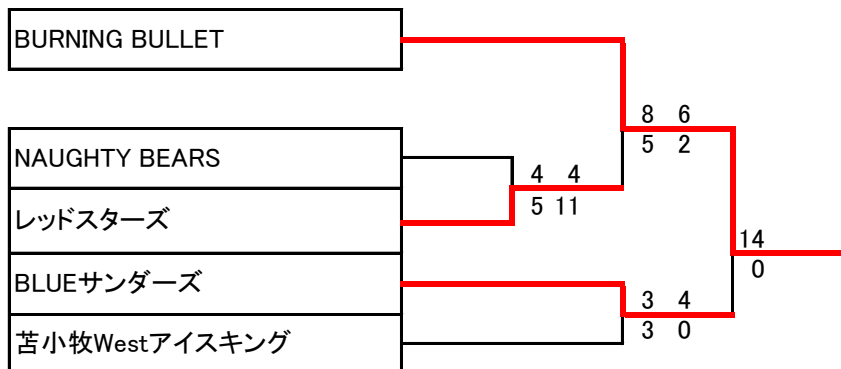 BURNING BULLET
8 6
5 2
NAUGHTY BEARS
4 4
レッドスターズ
5 11
14
0
BLUEサンダーズ
3 4
3 0
苫小牧Westアイスキング